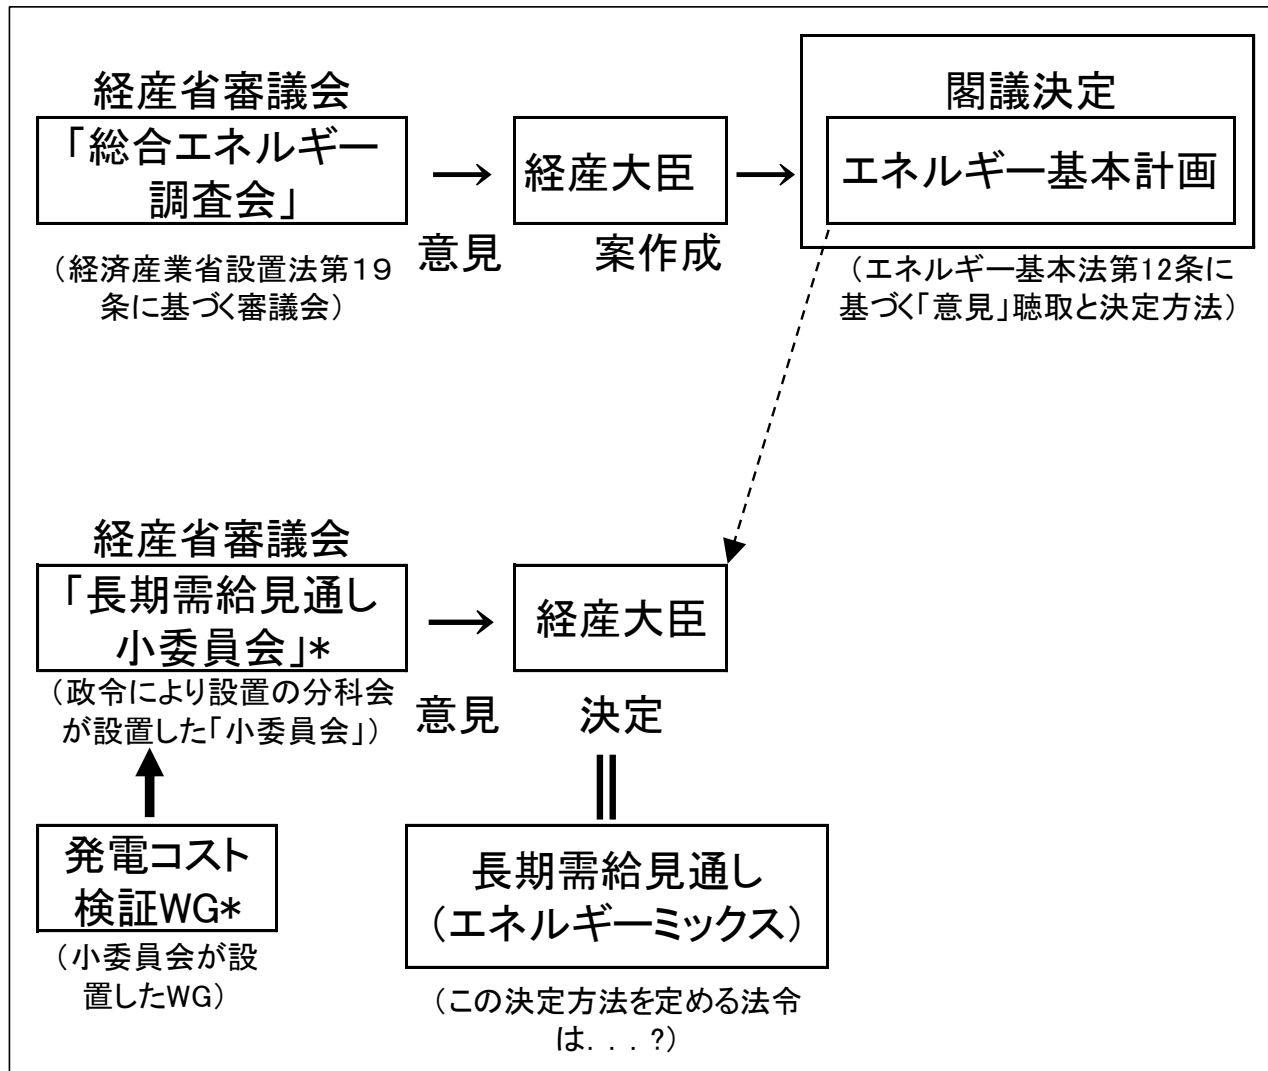 経産省審議会
「総合エネルギー
調査会」
（経済産業省設置法第１９
条に基づく審議会）
→
意見
経産大臣
案作成
→
閣議決定
エネルギー基本計画
（エネルギー基本法第12条に
基づく「意見」聴取と決定方法）
経産省審議会
「長期需給見通し
小委員会」*
（政令により設置の分科会
が設置した「小委員会」）
→
意見
経産大臣
決定
発電コスト
検証WG*
（小委員会が設
置したWG）
長期需給見通し
（エネルギーミックス）
（この決定方法を定める法令
は．．．?）